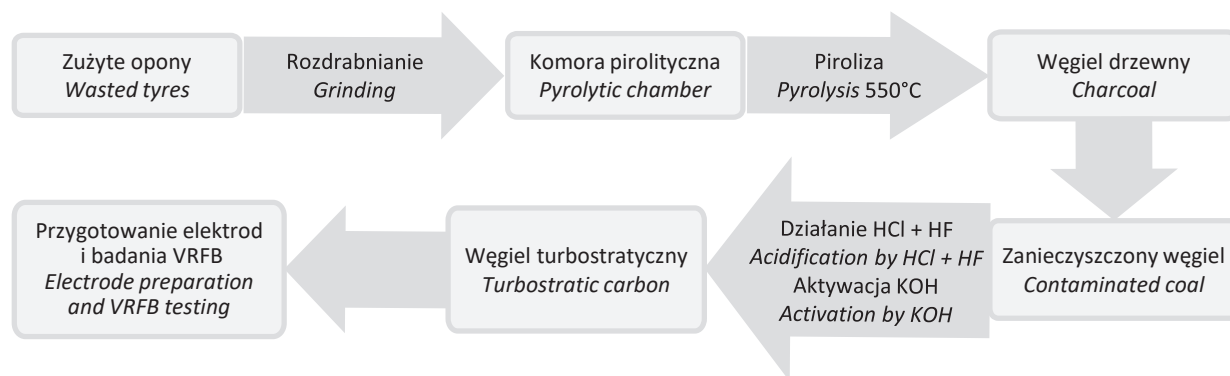 Zużyte opony
Wasted tyres
Rozdrabnianie
Grinding
Komora pirolityczna
Pyrolytic chamber
Piroliza
Pyrolysis 550°C
Węgiel drzewny
Charcoal
Zanieczyszczony węgiel
Contaminated coal
Działanie HCl + HF
Acidification by HCl + HF
Aktywacja KOH
Activation by KOH
Węgiel turbostratyczny
Turbostratic carbon
Przygotowanie elektrod
i badania VRFB
Electrode preparation
and VRFB testing